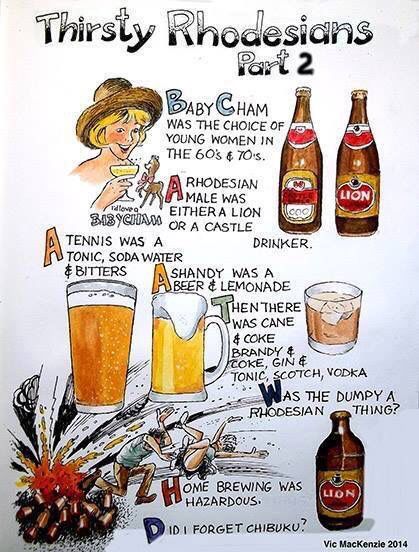 Thirsty Rhodesians
Part 2
BABY CHAM
WAS THE CHOICE OF
YOUNG WOMEN IN
THE 60's & 70's.
I'd love a
BABYCHAM
A RHODESIAN
MALE WAS
EITHER A LION
OR A CASTLE
DRINKER.
LION
A TENNIS WAS A
TONIC, SODA WATER
& BITTERS
A SHANDY WAS A
BEER & LEMONADE
THEN THERE
WAS CANE
& COKE
BRANDY &
COKE, GIN &
TONIC, SCOTCH, VODKA
WAS THE DUMPY A
RHODESIAN THING?
LION
HOME BREWING WAS
HAZARDOUS.
DID I FORGET CHIBUKU?
Vic MacKenzie 2014